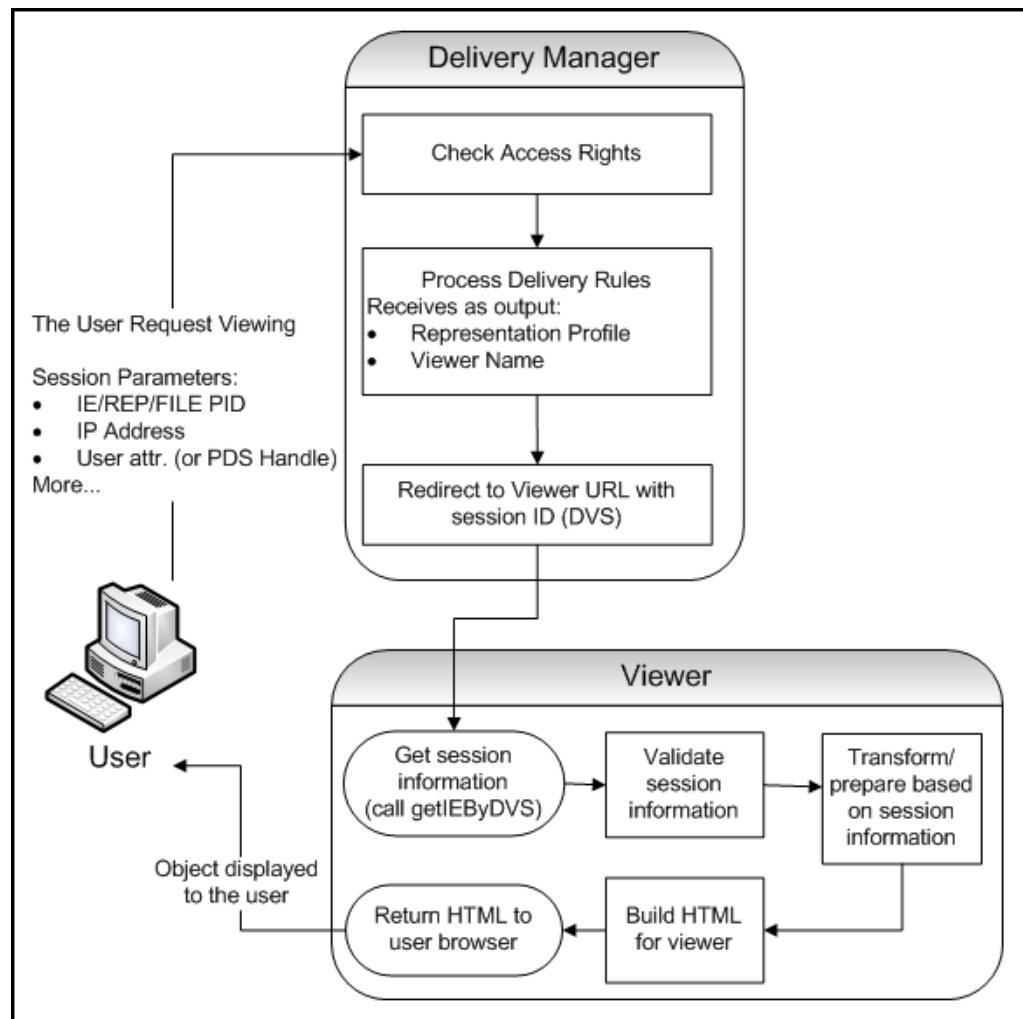 Delivery Manager
Check Access Rights
Process Delivery Rules
Receives as output:
• Representation Profile
• Viewer Name
Redirect to Viewer URL with
session ID (DVS)
The User Request Viewing
Session Parameters:
• IE/REP/FILE PID
• IP Address
• User attr. (or PDS Handle)
More...
User
Viewer
Get session
information
(call getIEByDVS)
Validate
session
information
Transform/
prepare based
on session
information
Build HTML
for viewer
Return HTML to
user browser
Object displayed
to the user